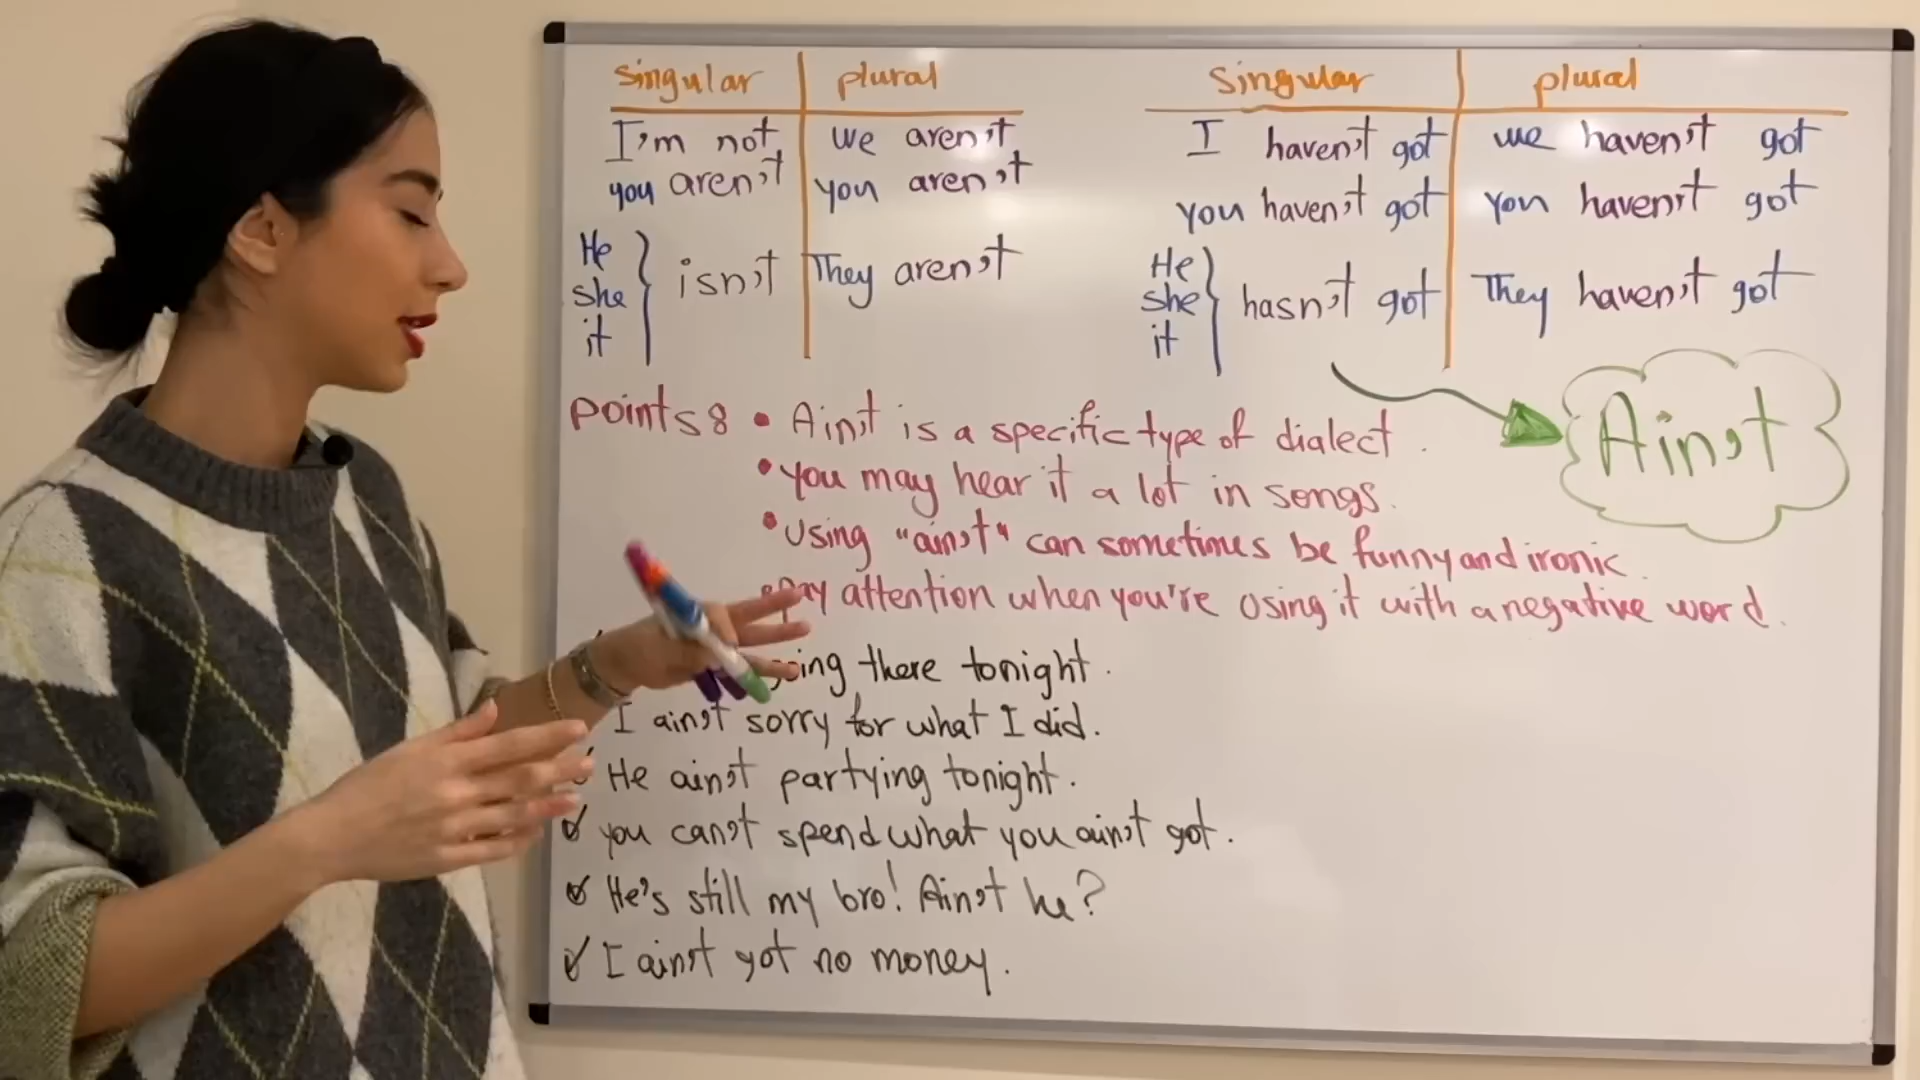 singular plural
I'm not we aren't
you aren't you aren't
He
she
it
isn't They aren't
singular plural
I haven't got we haven't got
you haven't got you haven't got
He
she
it
hasn't got They haven't got
Ain't
points: • Ain't is a specific type of dialect.
• you may hear it a lot in songs.
• Using "ain't" can sometimes be funny and ironic.
• pay attention when you're using it with a negative word.
going there tonight.
I ain't sorry for what I did.
He ain't partying tonight.
you can't spend what you ain't got.
He's still my bro! Ain't he?
I ain't got no money.